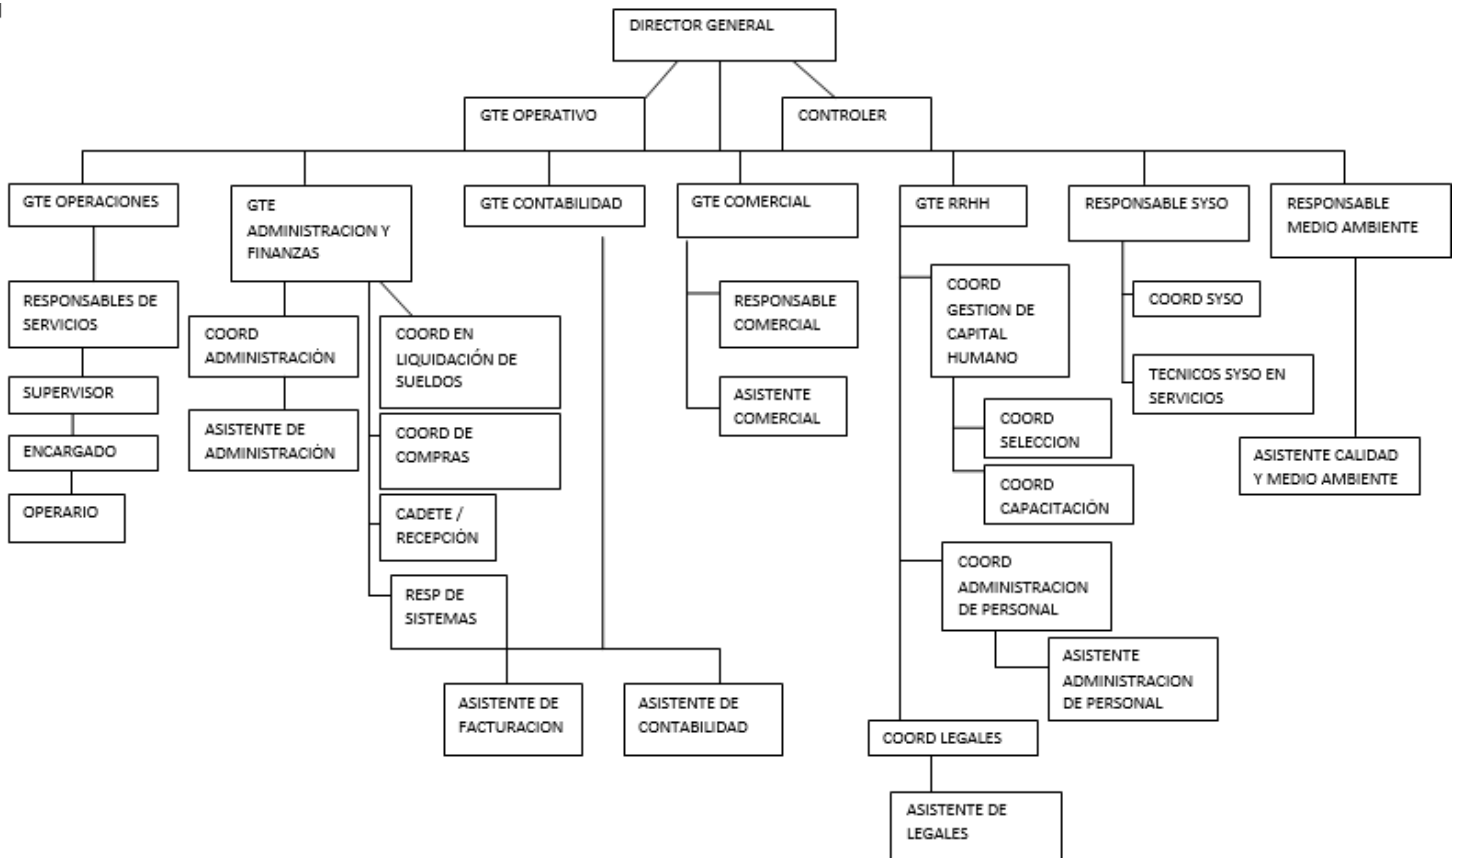 DIRECTOR GENERAL
GTE OPERATIVO
CONTROLER
GTE OPERACIONES
GTE
ADMINISTRACION Y
FINANZAS
GTE CONTABILIDAD
GTE COMERCIAL
GTE RRHH
RESPONSABLE SYSO
RESPONSABLE
MEDIO AMBIENTE
RESPONSABLES DE
SERVICIOS
SUPERVISOR
ENCARGADO
OPERARIO
COORD
ADMINISTRACIÓN
ASISTENTE DE
ADMINISTRACIÓN
COORD EN
LIQUIDACIÓN DE
SUELDOS
COORD DE
COMPRAS
CADETE /
RECEPCIÓN
RESP DE
SISTEMAS
ASISTENTE DE
FACTURACION
ASISTENTE DE
CONTABILIDAD
RESPONSABLE
COMERCIAL
ASISTENTE
COMERCIAL
COORD
GESTION DE
CAPITAL
HUMANO
COORD
SELECCION
COORD
CAPACITACIÓN
COORD
ADMINISTRACION
DE PERSONAL
ASISTENTE
ADMINISTRACION
DE PERSONAL
COORD LEGALES
ASISTENTE DE
LEGALES
COORD SYSO
TECNICOS SYSO EN
SERVICIOS
ASISTENTE CALIDAD
Y MEDIO AMBIENTE